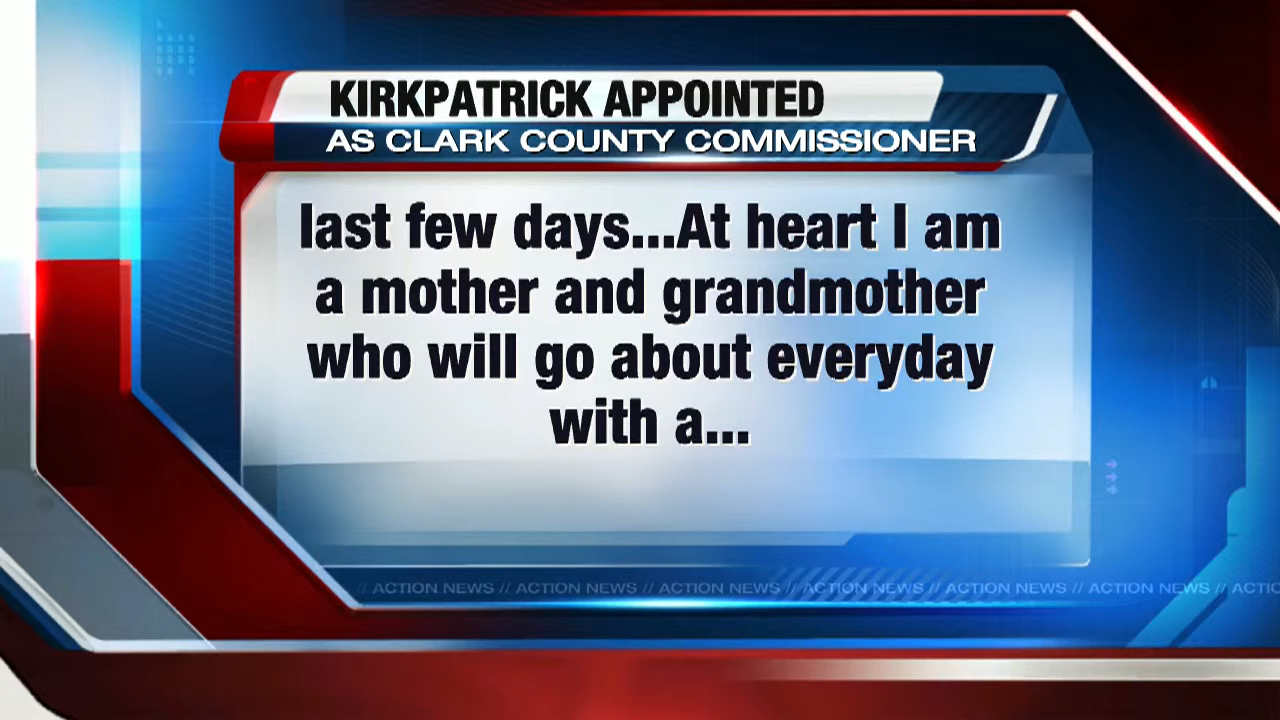 KIRKPATRICK APPOINTED
AS CLARK COUNTY COMMISSIONER
last few days...At heart I am
a mother and grandmother
who will go about everyday
with a...
// ACTION NEWS // ACTION NEWS // ACTION NEWS // ACTION NEWS // ACTION NEWS // ACTION NEWS // ACTIO